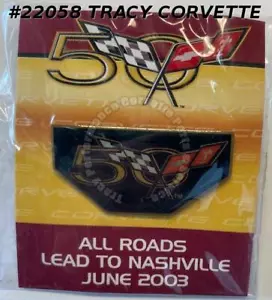 #22058 TRACY CORVETTE
50
50
ALL ROADS
LEAD TO NASHVILLE
JUNE 2003